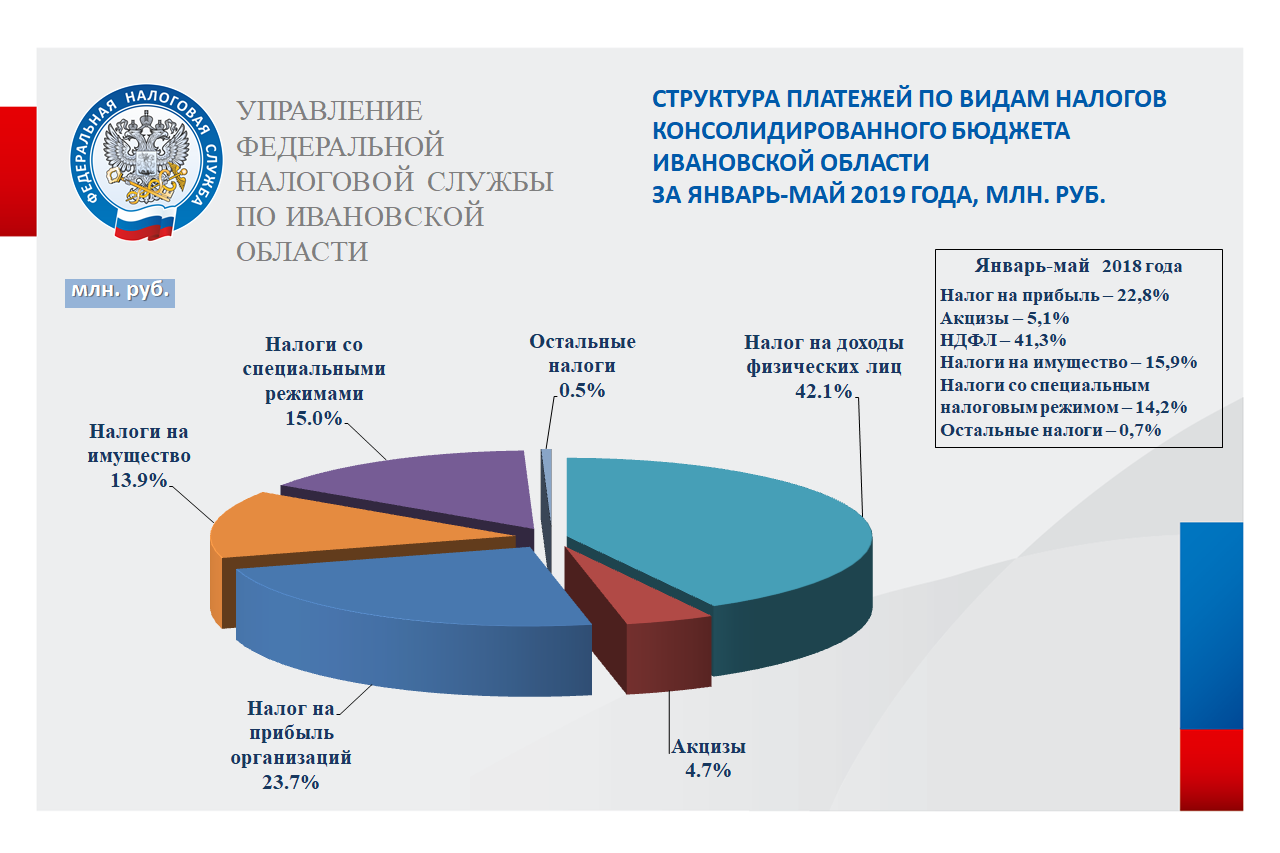 ФЕДЕРАЛЬНАЯ НАЛОГОВАЯ СЛУЖБА
УПРАВЛЕНИЕ
ФЕДЕРАЛЬНОЙ
НАЛОГОВОЙ СЛУЖБЫ
ПО ИВАНОВСКОЙ
ОБЛАСТИ
СТРУКТУРА ПЛАТЕЖЕЙ ПО ВИДАМ НАЛОГОВ
КОНСОЛИДИРОВАННОГО БЮДЖЕТА
ИВАНОВСКОЙ ОБЛАСТИ
ЗА ЯНВАРЬ-МАЙ 2019 ГОДА, МЛН. РУБ.
млн. руб.
Январь-май 2018 года
Налог на прибыль – 22,8%
Акцизы – 5,1%
НДФЛ – 41,3%
Налоги на имущество – 15,9%
Налоги со специальным
налоговым режимом – 14,2%
Остальные налоги – 0,7%
Налоги со
специальными
режимами
15.0%
Остальные
налоги
0.5%
Налог на доходы
физических лиц
42.1%
Налоги на
имущество
13.9%
Налог на
прибыль
организаций
23.7%
Акцизы
4.7%